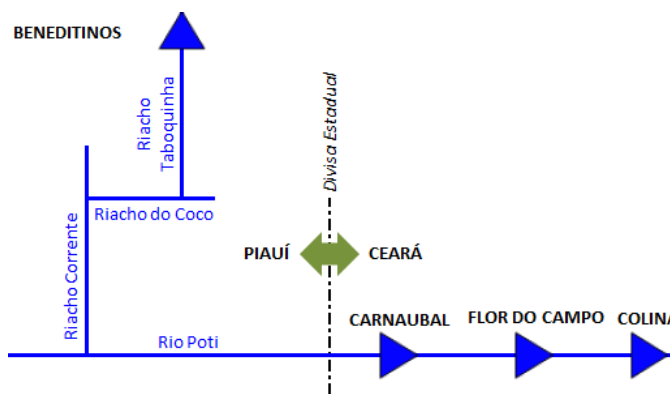 BENEDITINOS
Riacho
Taboquinha
Divisa Estadual
Riacho do Coco
Riacho Corrente
PIAUÍ
CEARÁ
CARNAUBAL
FLOR DO CAMPO
COLINA
Rio Poti